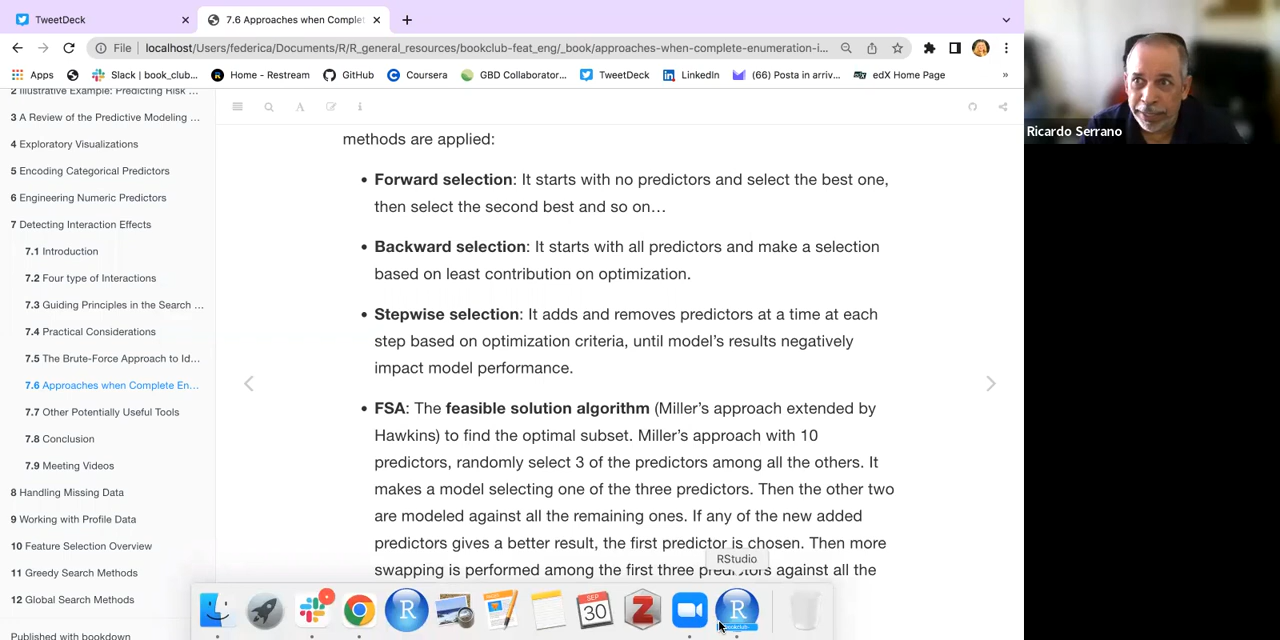 TweetDeck
7.6 Approaches when Complet
File
localhost/Users/federica/Documents/R/R_general_resources/bookclub-feat_eng/_book/approaches-when-complete-enumeration-i...
Apps
Slack | book_club...
Home - Restream
GitHub
Coursera
GBD Collaborator...
TweetDeck
LinkedIn
(66) Posta in arriv...
edX Home Page
»
2 Illustrative Example: Predicting Risk ...
3 A Review of the Predictive Modeling ...
4 Exploratory Visualizations
5 Encoding Categorical Predictors
6 Engineering Numeric Predictors
7 Detecting Interaction Effects
7.1 Introduction
7.2 Four type of Interactions
7.3 Guiding Principles in the Search ...
7.4 Practical Considerations
7.5 The Brute-Force Approach to Id...
7.6 Approaches when Complete En...
7.7 Other Potentially Useful Tools
7.8 Conclusion
7.9 Meeting Videos
8 Handling Missing Data
9 Working with Profile Data
10 Feature Selection Overview
11 Greedy Search Methods
12 Global Search Methods
Published with bookdown
methods are applied:
• Forward selection: It starts with no predictors and select the best one,
then select the second best and so on…
• Backward selection: It starts with all predictors and make a selection
based on least contribution on optimization.
• Stepwise selection: It adds and removes predictors at a time at each
step based on optimization criteria, until model's results negatively
impact model performance.
• FSA: The feasible solution algorithm (Miller's approach extended by
Hawkins) to find the optimal subset. Miller's approach with 10
predictors, randomly select 3 of the predictors among all the others. It
makes a model selecting one of the three predictors. Then the other two
are modeled against all the remaining ones. If any of the new added
predictors gives a better result, the first predictor is chosen. Then more
swapping is performed among the first three predictors against all the
RStudio
SEP
30
Ricardo Serrano